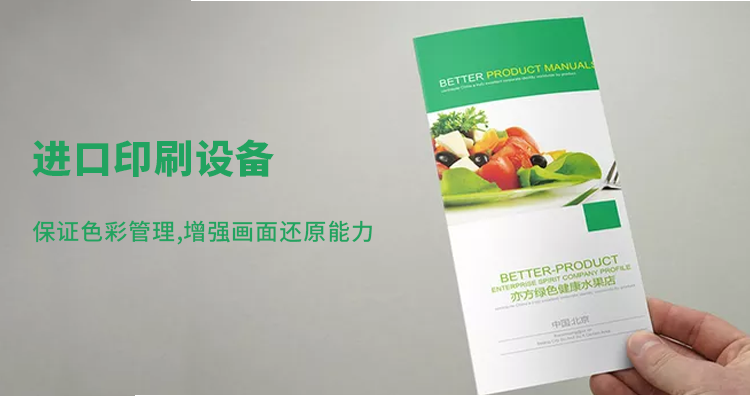 进口印刷设备
保证色彩管理,增强画面还原能力
BETTER PRODUCT MANUALS
BETTER-PRODUCT
ENTERPRISE SPIRIT COMPANY PROFILE
亦方绿色健康水果店
中国北京